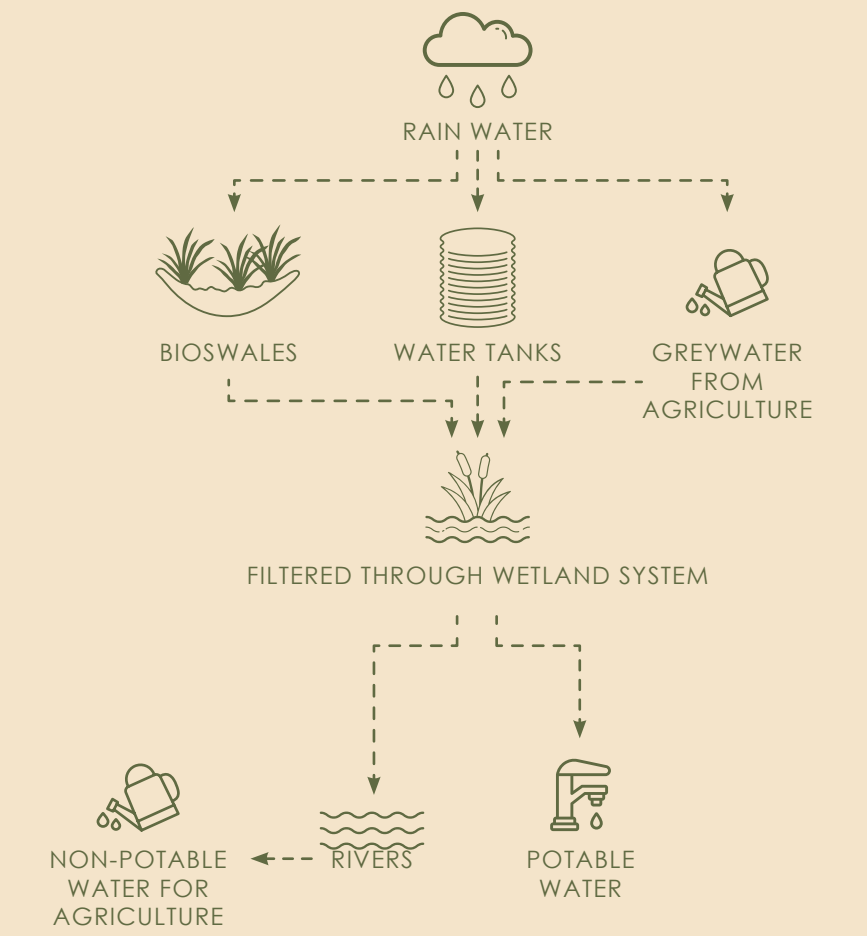 RAIN WATER
BIOSWALES
WATER TANKS
GREYWATER
FROM
AGRICULTURE
FILTERED THROUGH WETLAND SYSTEM
NON-POTABLE
WATER FOR
AGRICULTURE
RIVERS
POTABLE
WATER